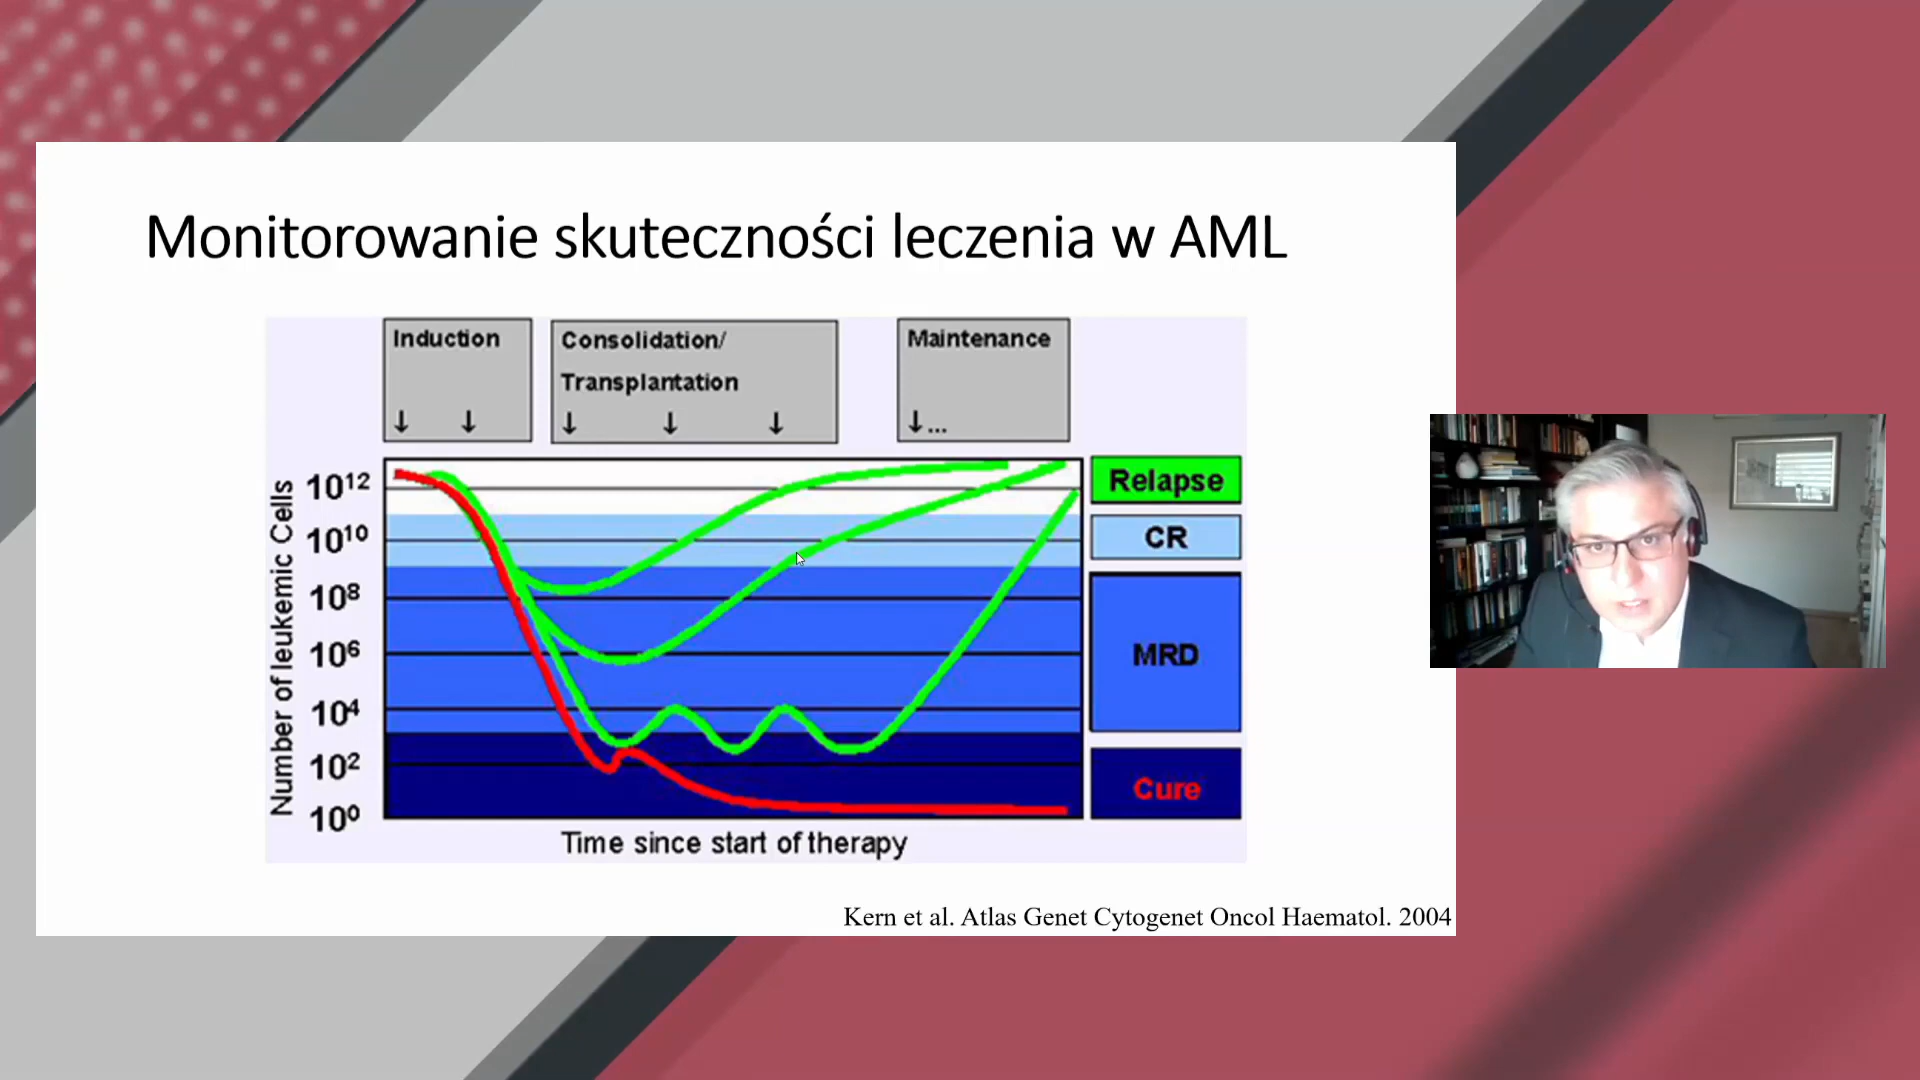 Monitorowanie skuteczności leczenia w AML
Induction
↓ ↓
Consolidation/
Transplantation
↓ ↓ ↓
Maintenance
↓...
Number of leukemic Cells
10¹²
10¹⁰
10⁸
10⁶
10⁴
10²
10⁰
Relapse
CR
MRD
Cure
Time since start of therapy
Kern et al. Atlas Genet Cytogenet Oncol Haematol. 2004